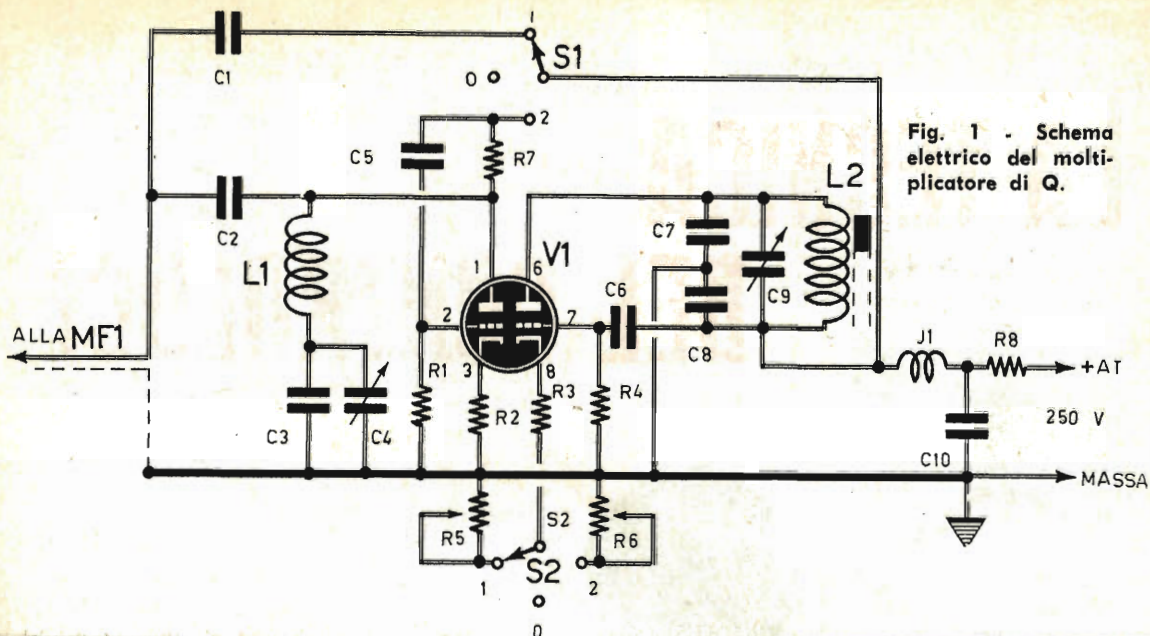 1
C1
S1
0
2
C5
R7
Fig. 1 - Schema
elettrico del molti-
plicatore di Q.
L2
C2
L1
V1
1
6
C7
C9
C6
2
7
C8
ALLA MF1
3
8
R1
R2
R3
R4
J1
R8
+AT
250 V
C3
C4
C10
MASSA
R5
S2
R6
1
S2
2
0